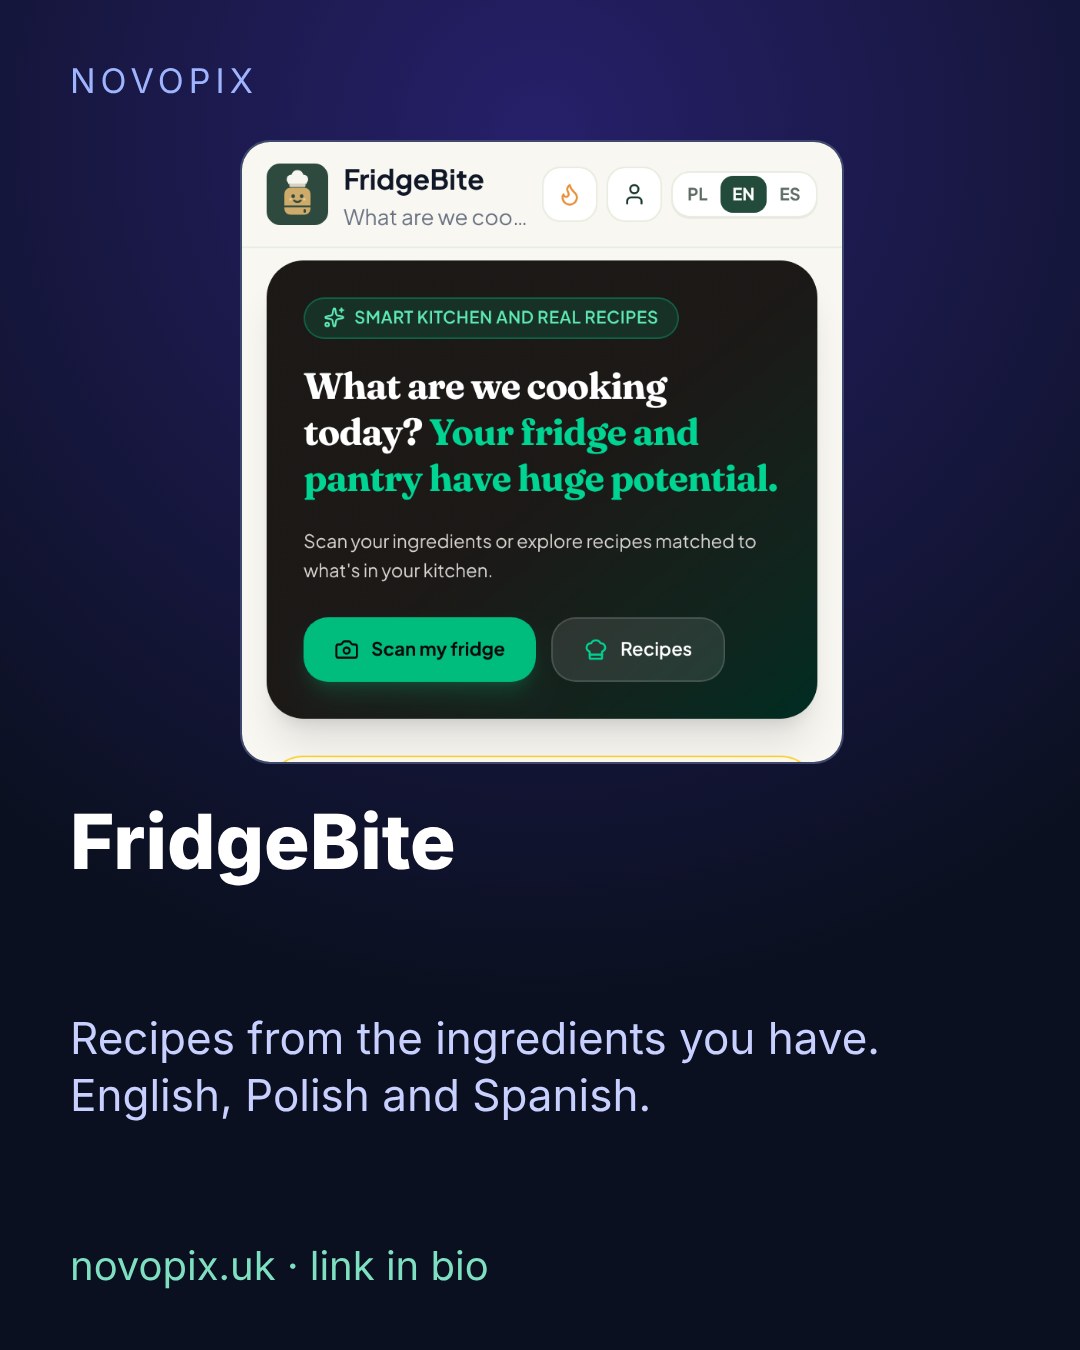 NOVOPIX
FridgeBite
What are we coo...
PL EN ES
SMART KITCHEN AND REAL RECIPES
What are we cooking
today? Your fridge and
pantry have huge potential.
Scan your ingredients or explore recipes matched to
what's in your kitchen.
Scan my fridge
Recipes
FridgeBite
Recipes from the ingredients you have.
English, Polish and Spanish.
novopix.uk · link in bio